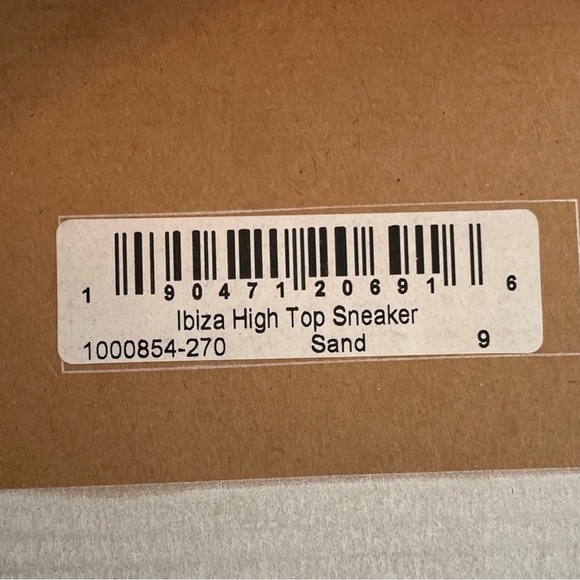 1 90471 20691 6
Ibiza High Top Sneaker
1000854-270 Sand 9